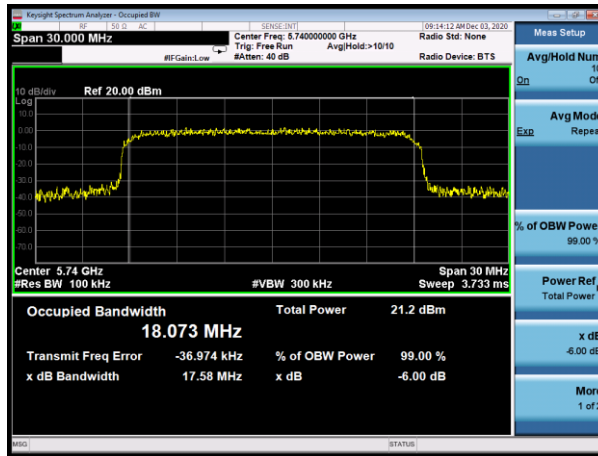 Keysight Spectrum Analyzer - Occupied BW
RF 50 Ω AC SENSE:INT 09:14:12 AM Dec 03, 2020
Span 30.000 MHz
Center Freq: 5.740000000 GHz
Radio Std: None
Trig: Free Run Avg|Hold:>10/10
#IFGain:Low #Atten: 40 dB Radio Device: BTS
10 dB/div Ref 20.00 dBm
Log
10.0
0.00
-10.0
-20.0
-30.0
-40.0
-50.0
-60.0
-70.0
Center 5.74 GHz Span 30 MHz
#Res BW 100 kHz #VBW 300 kHz Sweep 3.733 ms
Occupied Bandwidth Total Power 21.2 dBm
18.073 MHz
Transmit Freq Error -36.974 kHz % of OBW Power 99.00 %
x dB Bandwidth 17.58 MHz x dB -6.00 dB
MSG STATUS
Meas Setup
Avg/Hold Num
10
On Of
Avg Mode
Exp Repea
% of OBW Power
99.00 %
Power Ref
Total Power
x dB
-6.00 dB
More
1 of 2